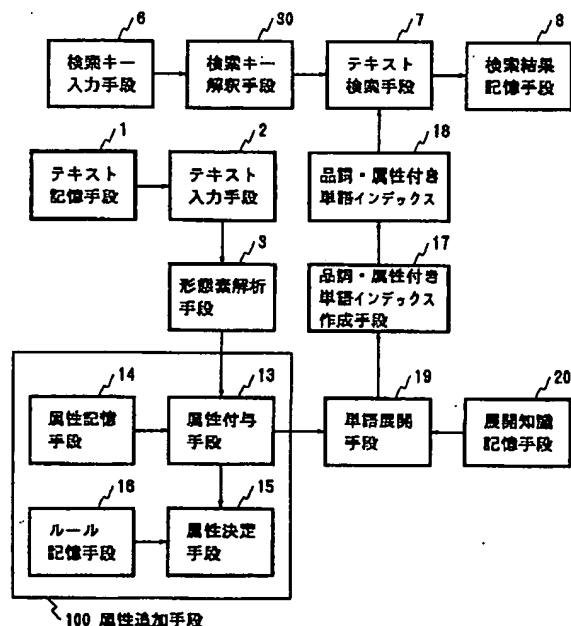 6
検索キー
入力手段
30
検索キー
解釈手段
7
テキスト
検索手段
8
検索結果
記憶手段
1
テキスト
記憶手段
2
テキスト
入力手段
18
品詞・属性付き
単語インデックス
3
形態素解析
手段
17
品詞・属性付き
単語インデックス
作成手段
14
属性記憶
手段
13
属性付与
手段
19
単語展開
手段
20
展開知識
記憶手段
16
ルール
記憶手段
15
属性決定
手段
100 属性追加手段